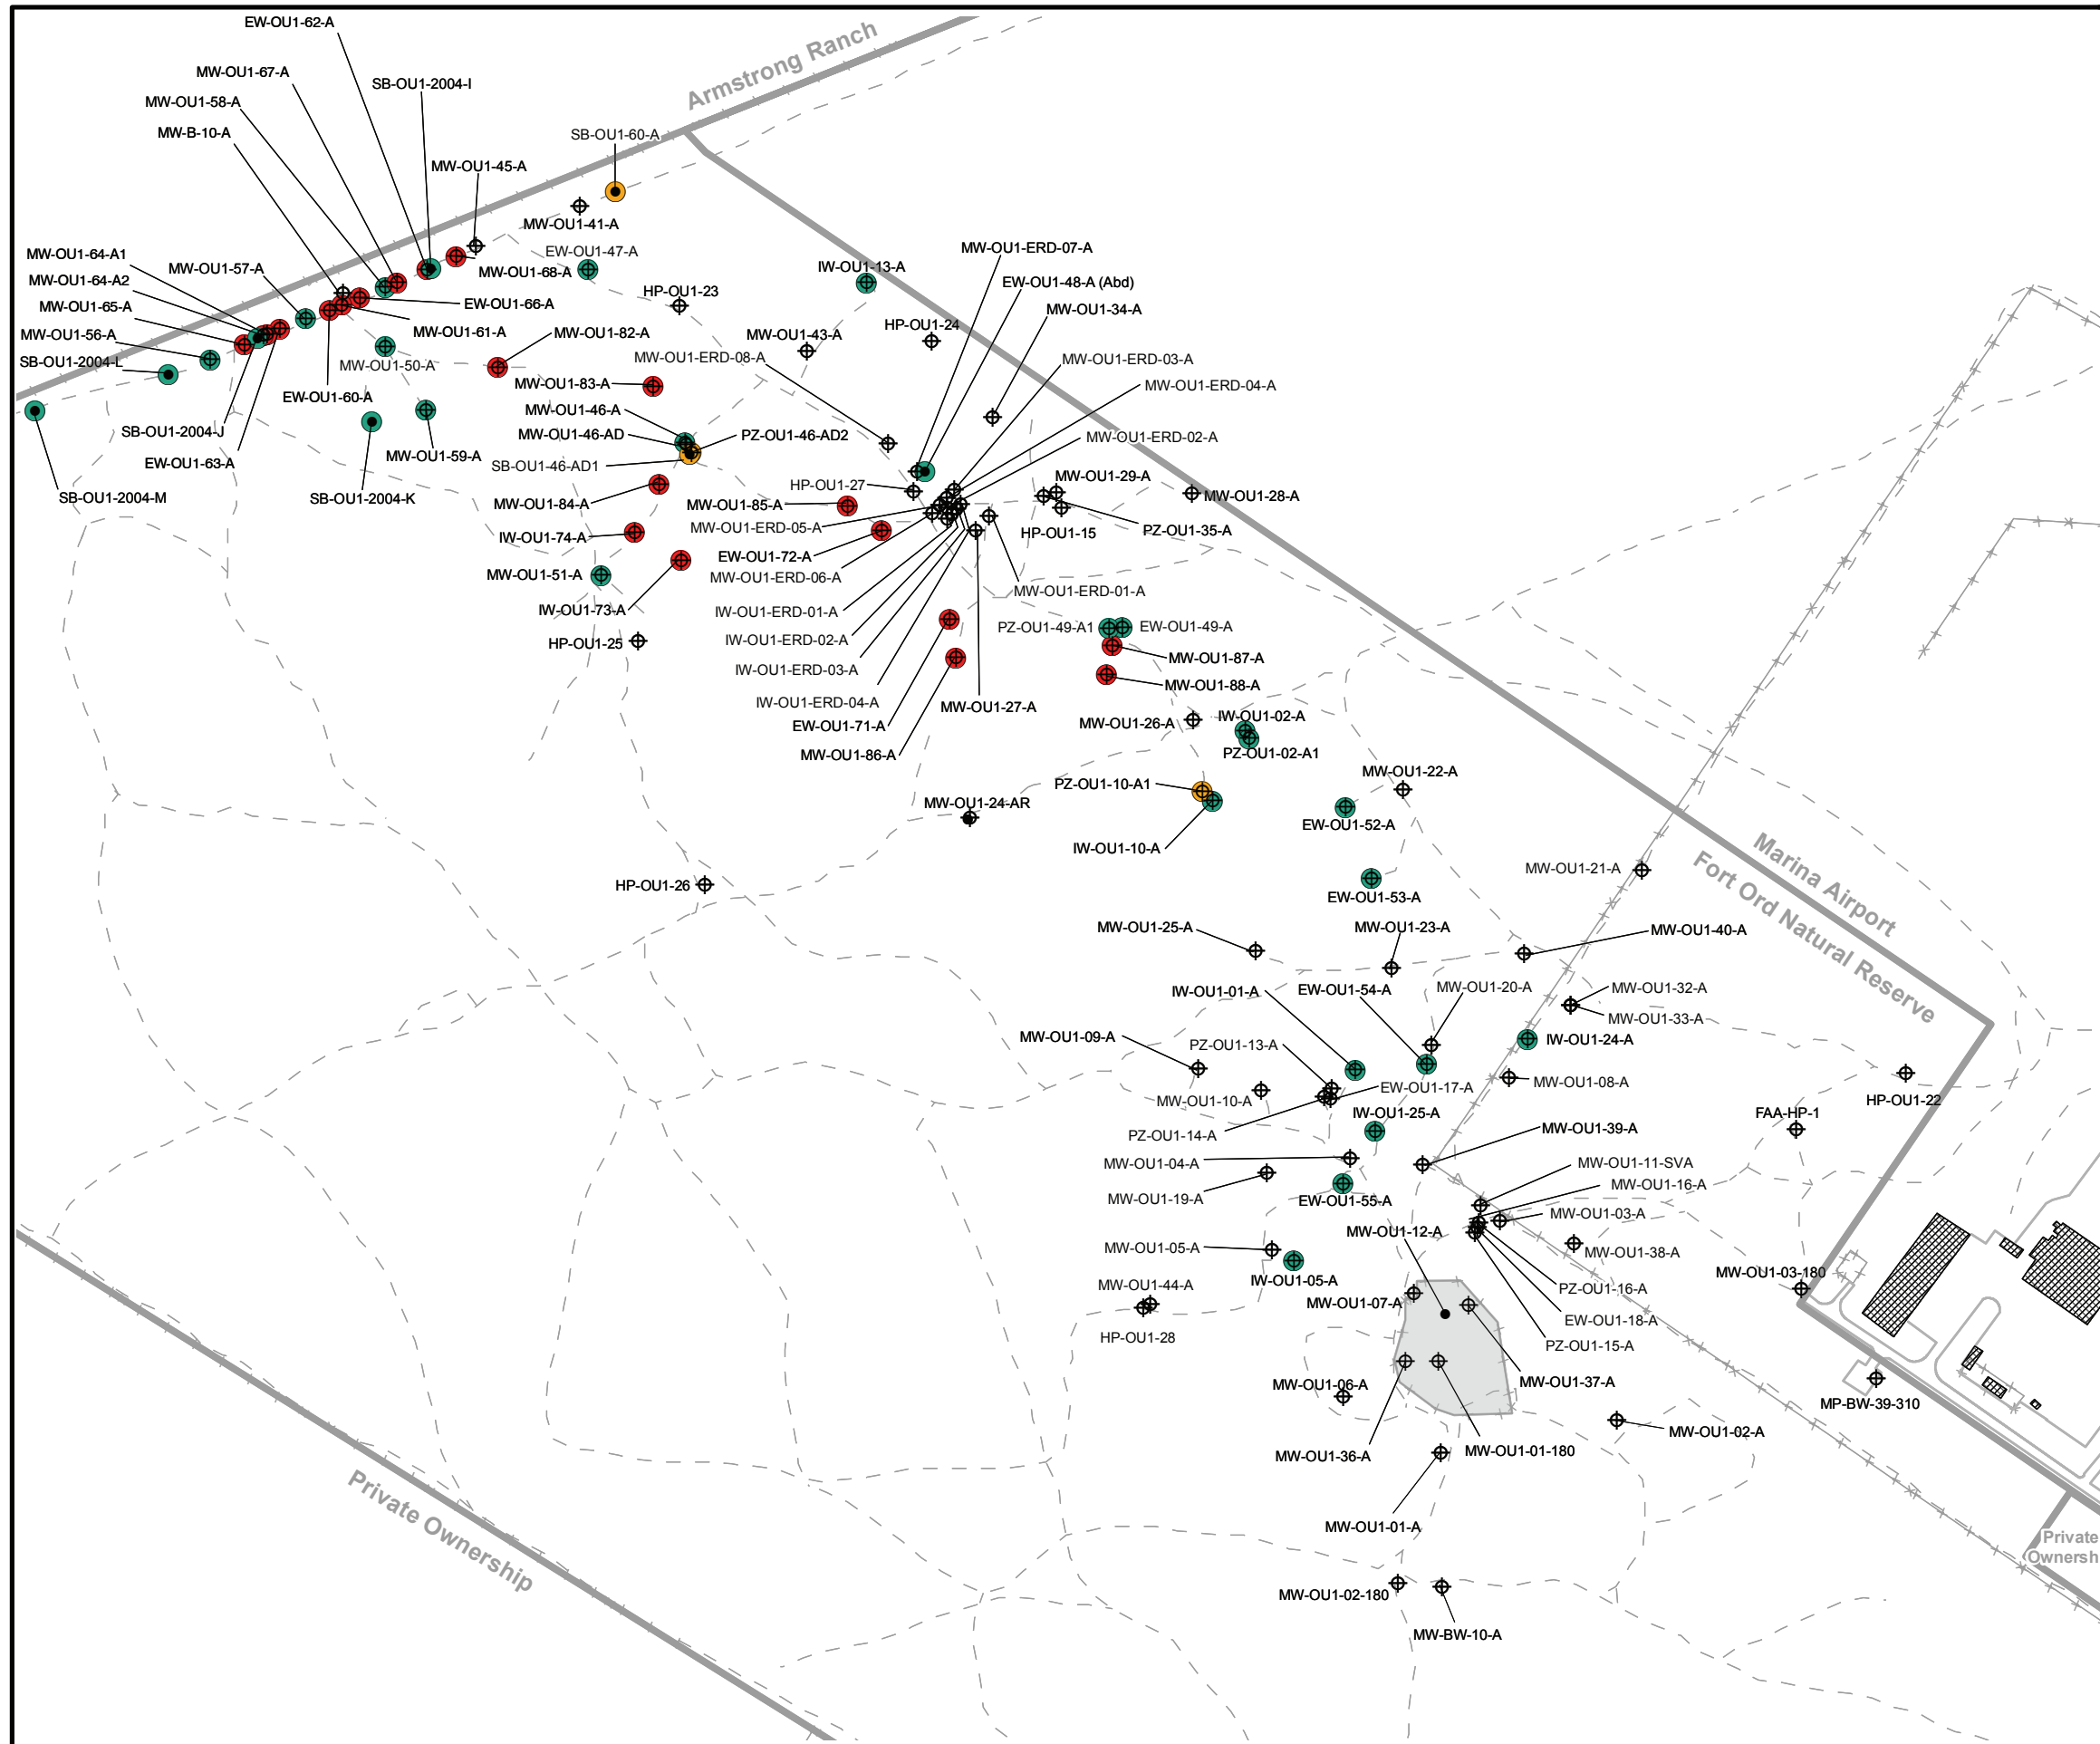 EW-OU1-62-A
Armstrong Ranch
MW-OU1-67-A
SB-OU1-2004-I
MW-OU1-58-A
MW-B-10-A
SB-OU1-60-A
MW-OU1-45-A
MW-OU1-41-A
MW-OU1-64-A1
MW-OU1-57-A
MW-OU1-68-A
EW-OU1-47-A
MW-OU1-ERD-07-A
IW-OU1-13-A
EW-OU1-48-A (Abd)
MW-OU1-64-A2
HP-OU1-23
MW-OU1-65-A
EW-OU1-66-A
MW-OU1-34-A
MW-OU1-56-A
MW-OU1-61-A
MW-OU1-82-A
MW-OU1-43-A
HP-OU1-24
SB-OU1-2004-L
MW-OU1-50-A
MW-OU1-ERD-08-A
MW-OU1-ERD-03-A
MW-OU1-83-A
MW-OU1-ERD-04-A
EW-OU1-60-A
MW-OU1-46-A
SB-OU1-2004-J
MW-OU1-46-AD
PZ-OU1-46-AD2
MW-OU1-ERD-02-A
EW-OU1-63-A
MW-OU1-59-A
SB-OU1-46-AD1
SB-OU1-2004-M
SB-OU1-2004-K
MW-OU1-84-A
HP-OU1-27
MW-OU1-29-A
MW-OU1-28-A
MW-OU1-85-A
MW-OU1-ERD-05-A
HP-OU1-15
PZ-OU1-35-A
IW-OU1-74-A
EW-OU1-72-A
MW-OU1-51-A
MW-OU1-ERD-06-A
MW-OU1-ERD-01-A
IW-OU1-73-A
IW-OU1-ERD-01-A
HP-OU1-25
IW-OU1-ERD-02-A
PZ-OU1-49-A1
EW-OU1-49-A
IW-OU1-ERD-03-A
MW-OU1-87-A
IW-OU1-ERD-04-A
MW-OU1-88-A
MW-OU1-27-A
EW-OU1-71-A
MW-OU1-26-A
IW-OU1-02-A
MW-OU1-86-A
PZ-OU1-02-A1
MW-OU1-22-A
PZ-OU1-10-A1
MW-OU1-24-AR
EW-OU1-52-A
IW-OU1-10-A
Marina Airport
Fort Ord Natural Reserve
MW-OU1-21-A
HP-OU1-26
EW-OU1-53-A
MW-OU1-25-A
MW-OU1-23-A
MW-OU1-40-A
IW-OU1-01-A
EW-OU1-54-A
MW-OU1-20-A
MW-OU1-32-A
MW-OU1-33-A
MW-OU1-09-A
PZ-OU1-13-A
IW-OU1-24-A
EW-OU1-17-A
MW-OU1-08-A
MW-OU1-10-A
HP-OU1-22
IW-OU1-25-A
FAA-HP-1
PZ-OU1-14-A
MW-OU1-39-A
MW-OU1-04-A
MW-OU1-11-SVA
MW-OU1-16-A
MW-OU1-19-A
EW-OU1-55-A
MW-OU1-03-A
MW-OU1-12-A
MW-OU1-05-A
MW-OU1-38-A
MW-OU1-03-180
IW-OU1-05-A
MW-OU1-44-A
PZ-OU1-16-A
MW-OU1-07-A
EW-OU1-18-A
HP-OU1-28
PZ-OU1-15-A
MW-OU1-06-A
MW-OU1-37-A
MP-BW-39-310
MW-OU1-02-A
MW-OU1-36-A
MW-OU1-01-180
Private Ownership
MW-OU1-01-A
Private
Ownersh
MW-OU1-02-180
MW-BW-10-A